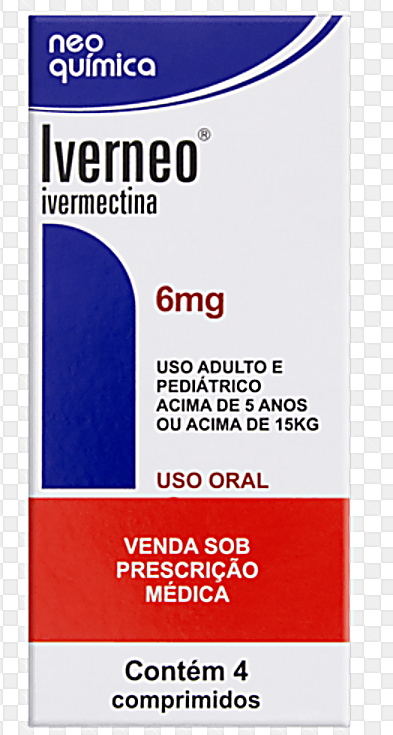 neo
química
Iverneo®
ivermectina
6mg
USO ADULTO E
PEDIÁTRICO
ACIMA DE 5 ANOS
OU ACIMA DE 15KG
USO ORAL
VENDA SOB
PRESCRIÇÃO
MÉDICA
Contém 4
comprimidos